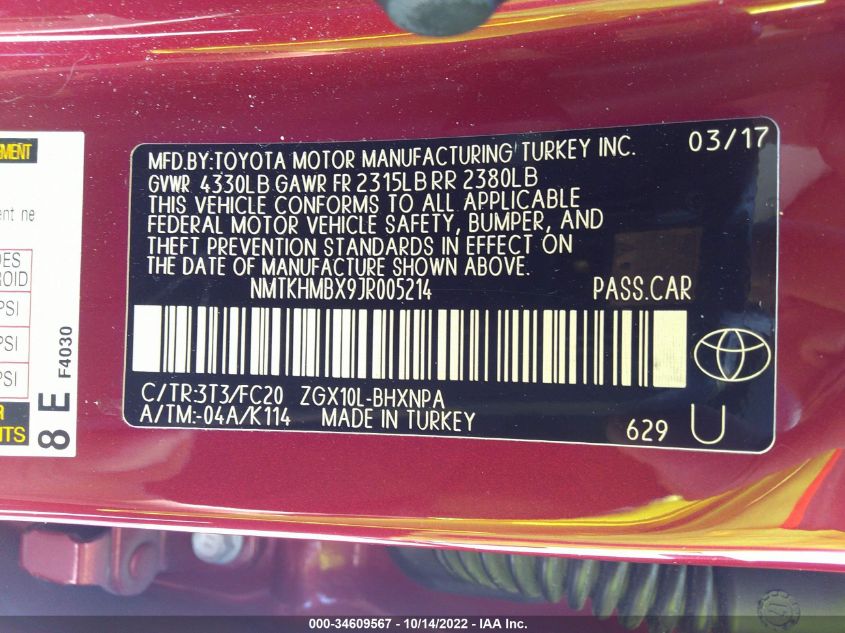 MFD.BY:TOYOTA MOTOR MANUFACTURING TURKEY INC. 03/17
GVWR 4330LB GAWR FR 2315LB RR 2380LB
THIS VEHICLE CONFORMS TO ALL APPLICABLE
FEDERAL MOTOR VEHICLE SAFETY, BUMPER, AND
THEFT PREVENTION STANDARDS IN EFFECT ON
THE DATE OF MANUFACTURE SHOWN ABOVE.
NMTKHMBX9JR005214 PASS.CAR
C/TR:3T3/FC20 ZGX10L-BHXNPA
A/TM:-04A/K114 MADE IN TURKEY
629 U
PSI
PSI
PSI
8 E F4030
000-34609567 - 10/14/2022 - IAA Inc.